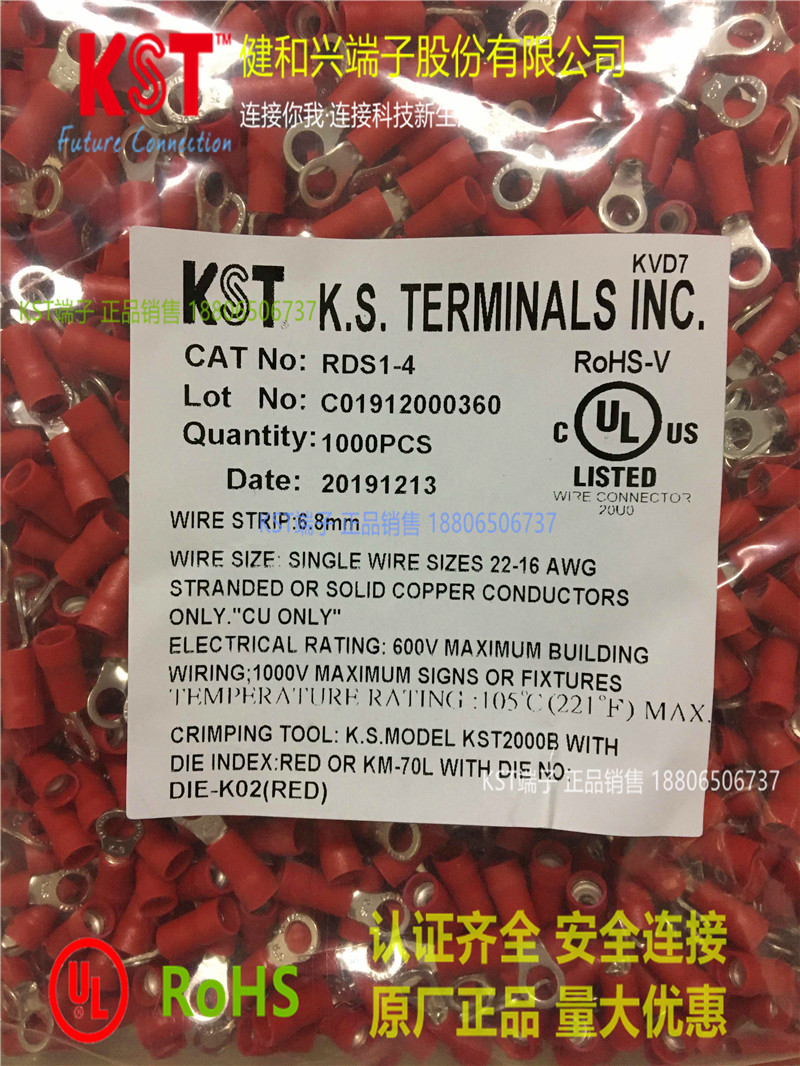 KST™ 健和兴端子股份有限公司
连接你我·连接科技新生
Future Connection
KVD7
KST® K.S. TERMINALS INC.
KST端子 正品销售 18806506737
CAT No: RDS1-4
RoHS-V
Lot No: C01912000360
C UL US
Quantity: 1000PCS
LISTED
Date: 20191213
WIRE CONNECTOR
20U0
WIRE STRIP:6.8mm
KST端子 正品销售 18806506737
WIRE SIZE: SINGLE WIRE SIZES 22-16 AWG
STRANDED OR SOLID COPPER CONDUCTORS
ONLY."CU ONLY"
ELECTRICAL RATING: 600V MAXIMUM BUILDING
WIRING;1000V MAXIMUM SIGNS OR FIXTURES
TEMPERATURE RATING :105°C(221°F) MAX.
CRIMPING TOOL: K.S.MODEL KST2000B WITH
DIE INDEX:RED OR KM-70L WITH DIE NO:
KST端子 正品销售 18806506737
DIE-K02(RED)
认证齐全 安全连接
UL RoHS
原厂正品 量大优惠